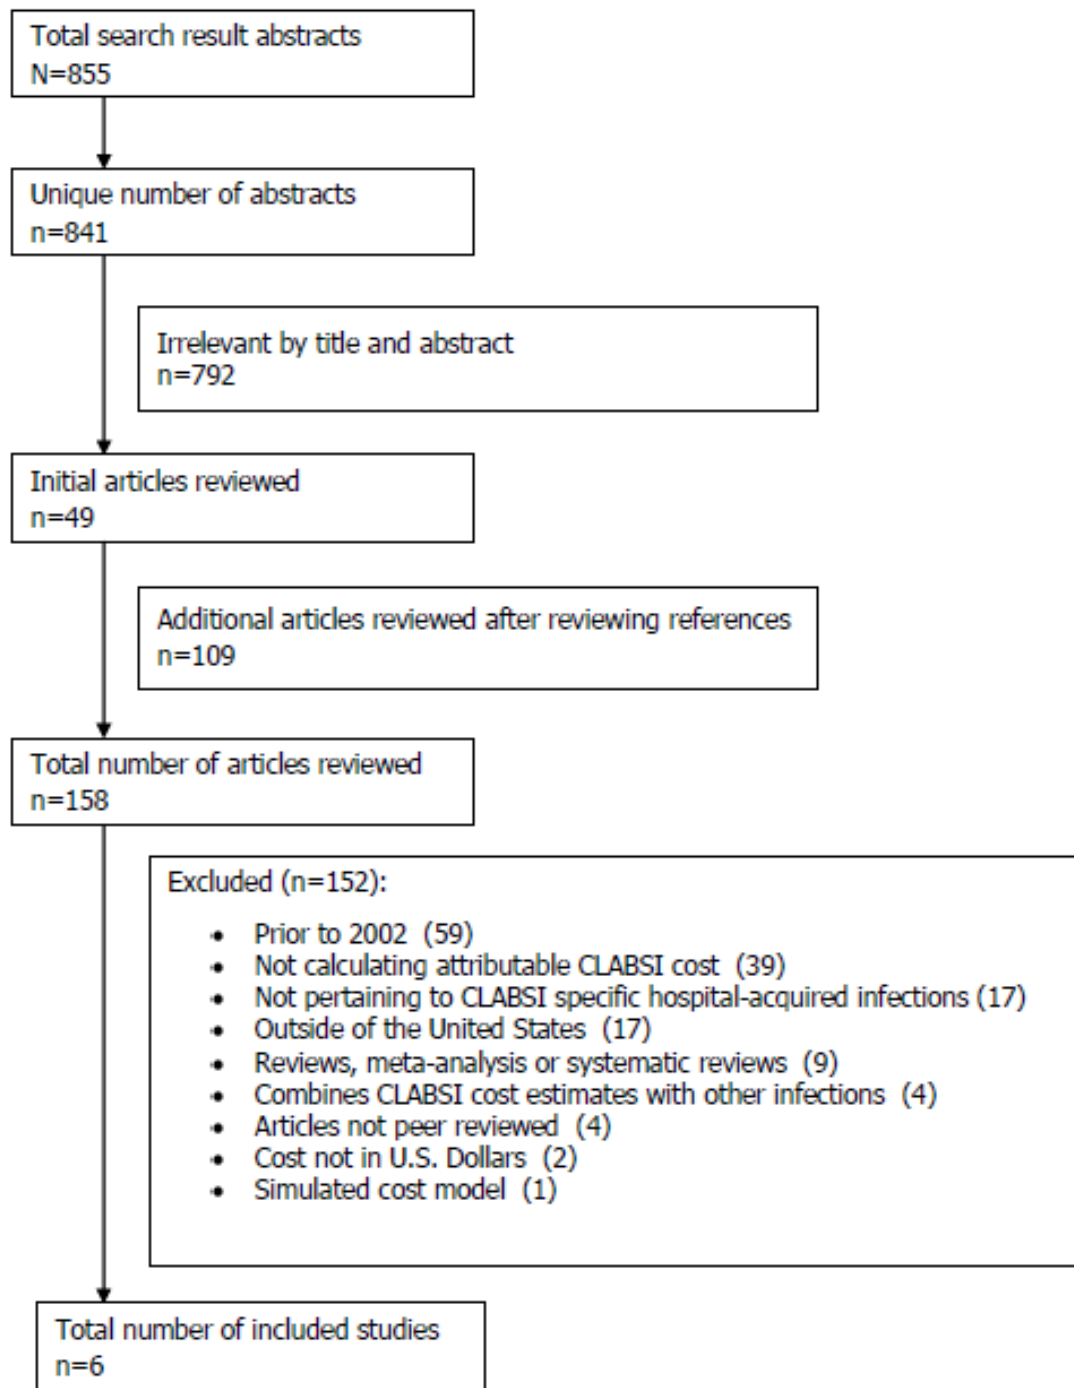 Total search result abstracts
N=855
Unique number of abstracts
n=841
Irrelevant by title and abstract
n=792
Initial articles reviewed
n=49
Additional articles reviewed after reviewing references
n=109
Total number of articles reviewed
n=158
Excluded (n=152):
• Prior to 2002 (59)
• Not calculating attributable CLABSI cost (39)
• Not pertaining to CLABSI specific hospital-acquired infections (17)
• Outside of the United States (17)
• Reviews, meta-analysis or systematic reviews (9)
• Combines CLABSI cost estimates with other infections (4)
• Articles not peer reviewed (4)
• Cost not in U.S. Dollars (2)
• Simulated cost model (1)
Total number of included studies
n=6